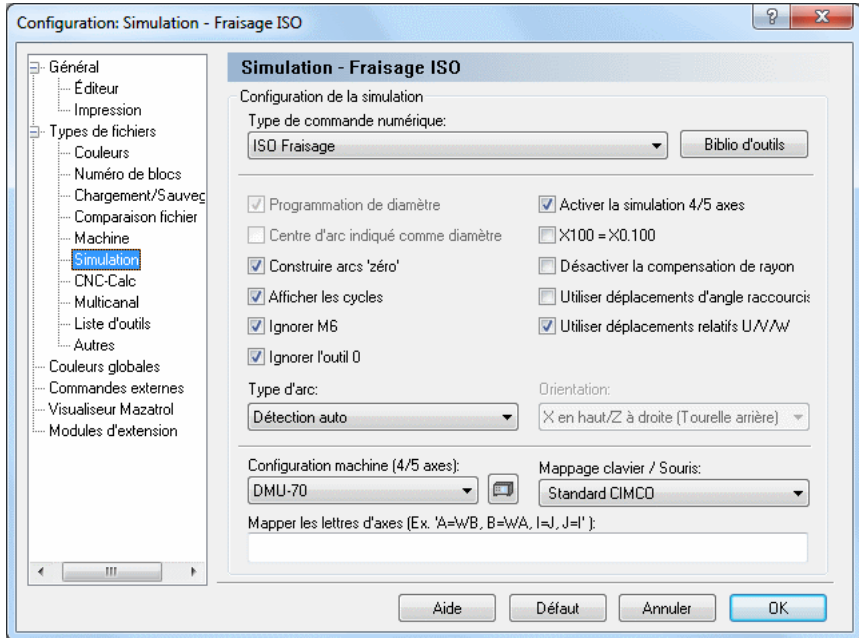 Configuration: Simulation - Fraisage ISO
Général
Éditeur
Impression
Types de fichiers
Couleurs
Numéro de blocs
Chargement/Sauveg
Comparaison fichier
Machine
Simulation
CNC-Calc
Multicanal
Liste d'outils
Autres
Couleurs globales
Commandes externes
Visualiseur Mazatrol
Modules d'extension
Simulation - Fraisage ISO
Configuration de la simulation
Type de commande numérique:
ISO Fraisage
Biblio d'outils
Programmation de diamètre
Activer la simulation 4/5 axes
Centre d'arc indiqué comme diamètre
X100 = X0.100
Construire arcs 'zéro'
Désactiver la compensation de rayon
Afficher les cycles
Utiliser déplacements d'angle raccourcis
Ignorer M6
Utiliser déplacements relatifs U/V/W
Ignorer l'outil 0
Type d'arc:
Orientation:
Détection auto
X en haut/Z à droite (Tourelle arrière)
Configuration machine (4/5 axes):
Mappage clavier / Souris:
DMU-70
Standard CIMCO
Mapper les lettres d'axes (Ex. 'A=WB, B=WA, I=J, J=I' ):
Aide
Défaut
Annuler
OK